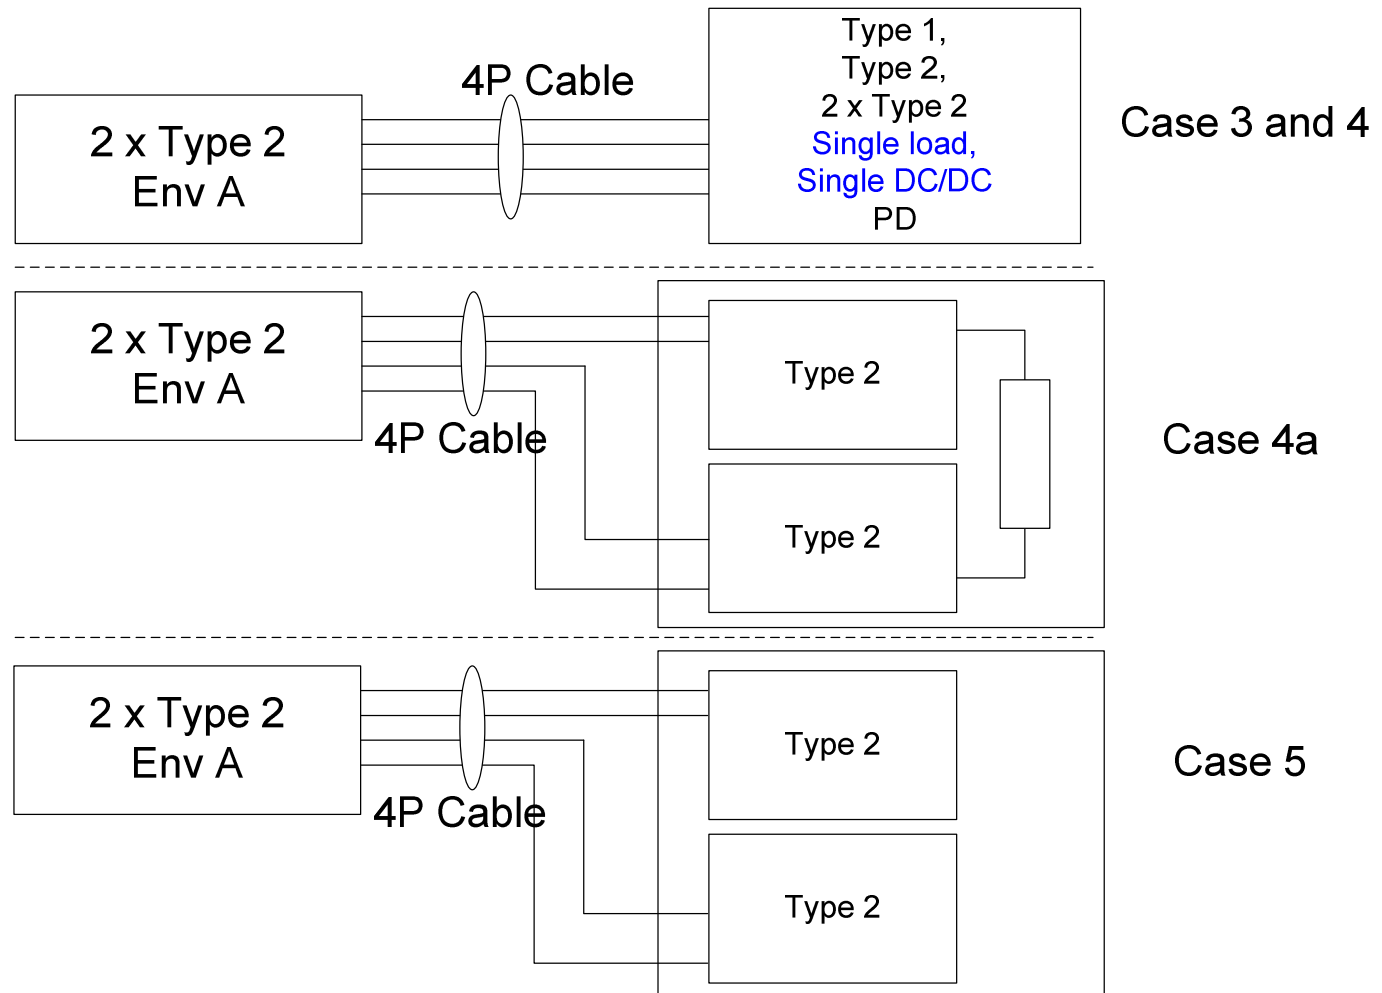 4P Cable
2 x Type 2
Env A
Type 1,
Type 2,
2 x Type 2
Single load,
Single DC/DC
PD
Case 3 and 4
2 x Type 2
Env A
4P Cable
Type 2
Type 2
Case 4a
2 x Type 2
Env A
4P Cable
Type 2
Type 2
Case 5